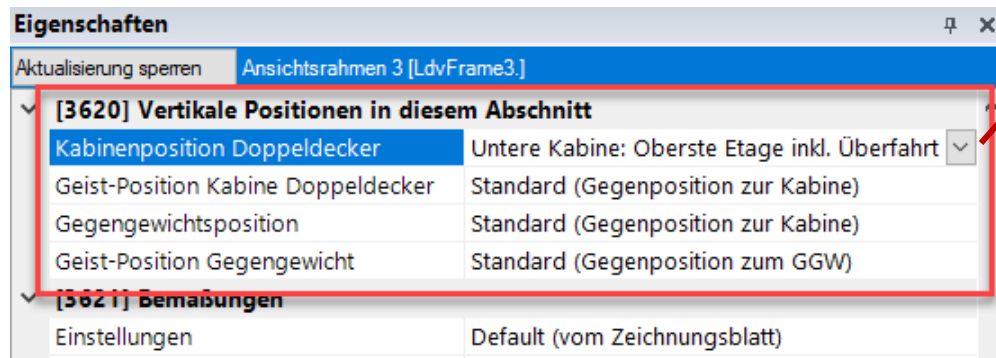 Eigenschaften
Aktualisierung sperren Ansichtsrahmen 3 [LdvFrame3.]
[3620] Vertikale Positionen in diesem Abschnitt
Kabinenposition Doppeldecker Untere Kabine: Oberste Etage inkl. Überfahrt
Geist-Position Kabine Doppeldecker Standard (Gegenposition zur Kabine)
Gegengewichtsposition Standard (Gegenposition zur Kabine)
Geist-Position Gegengewicht Standard (Gegenposition zum GGW)
[3621] Bemaßungen
Einstellungen Default (vom Zeichnungsblatt)